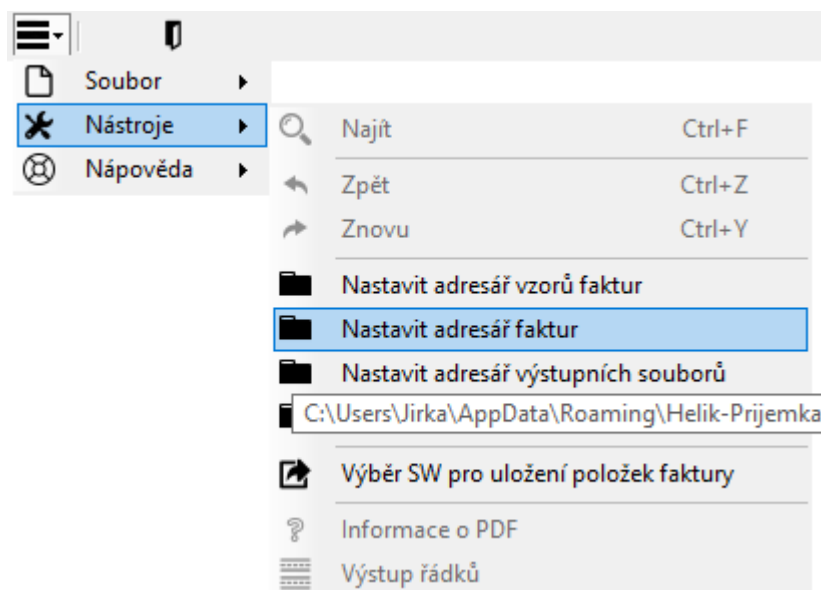 Soubor
Nástroje
Nápověda
Najít Ctrl+F
Zpět Ctrl+Z
Znovu Ctrl+Y
Nastavit adresář vzorů faktur
Nastavit adresář faktur
Nastavit adresář výstupních souborů
C:\Users\Jirka\AppData\Roaming\Helik-Prijemka
Výběr SW pro uložení položek faktury
Informace o PDF
Výstup řádků